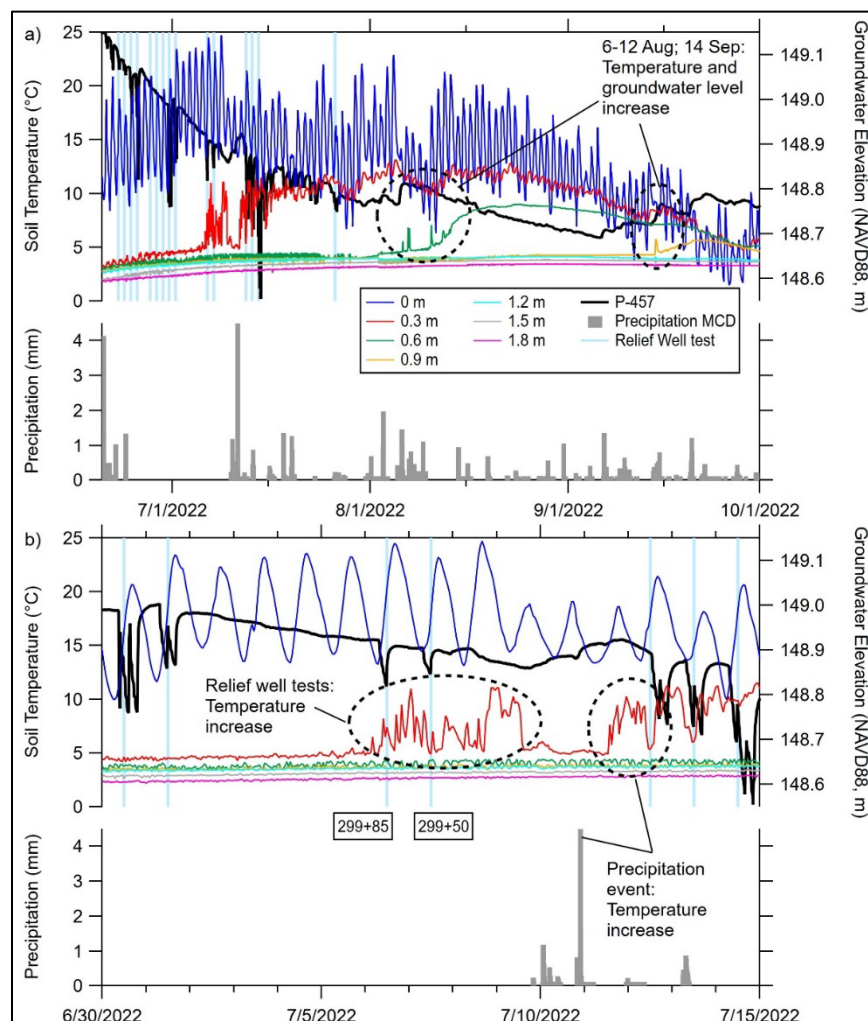 a)
25
20
15
10
5
0
Soil Temperature (°C)
6-12 Aug; 14 Sep:
Temperature and
groundwater level
increase
149.1
149.0
148.9
148.8
148.7
148.6
Groundwater Elevation (NAVD88, m)
0 m
0.3 m
0.6 m
0.9 m
1.2 m
1.5 m
1.8 m
P-457
Precipitation MCD
Relief Well test
4
3
2
1
0
Precipitation (mm)
7/1/2022
8/1/2022
9/1/2022
10/1/2022
b)
25
20
15
10
5
0
Soil Temperature (°C)
Relief well tests:
Temperature
increase
149.1
149.0
148.9
148.8
148.7
148.6
Groundwater Elevation (NAVD88, m)
299+85
299+50
4
3
2
1
0
Precipitation (mm)
Precipitation
event:
Temperature
increase
6/30/2022
7/5/2022
7/10/2022
7/15/2022